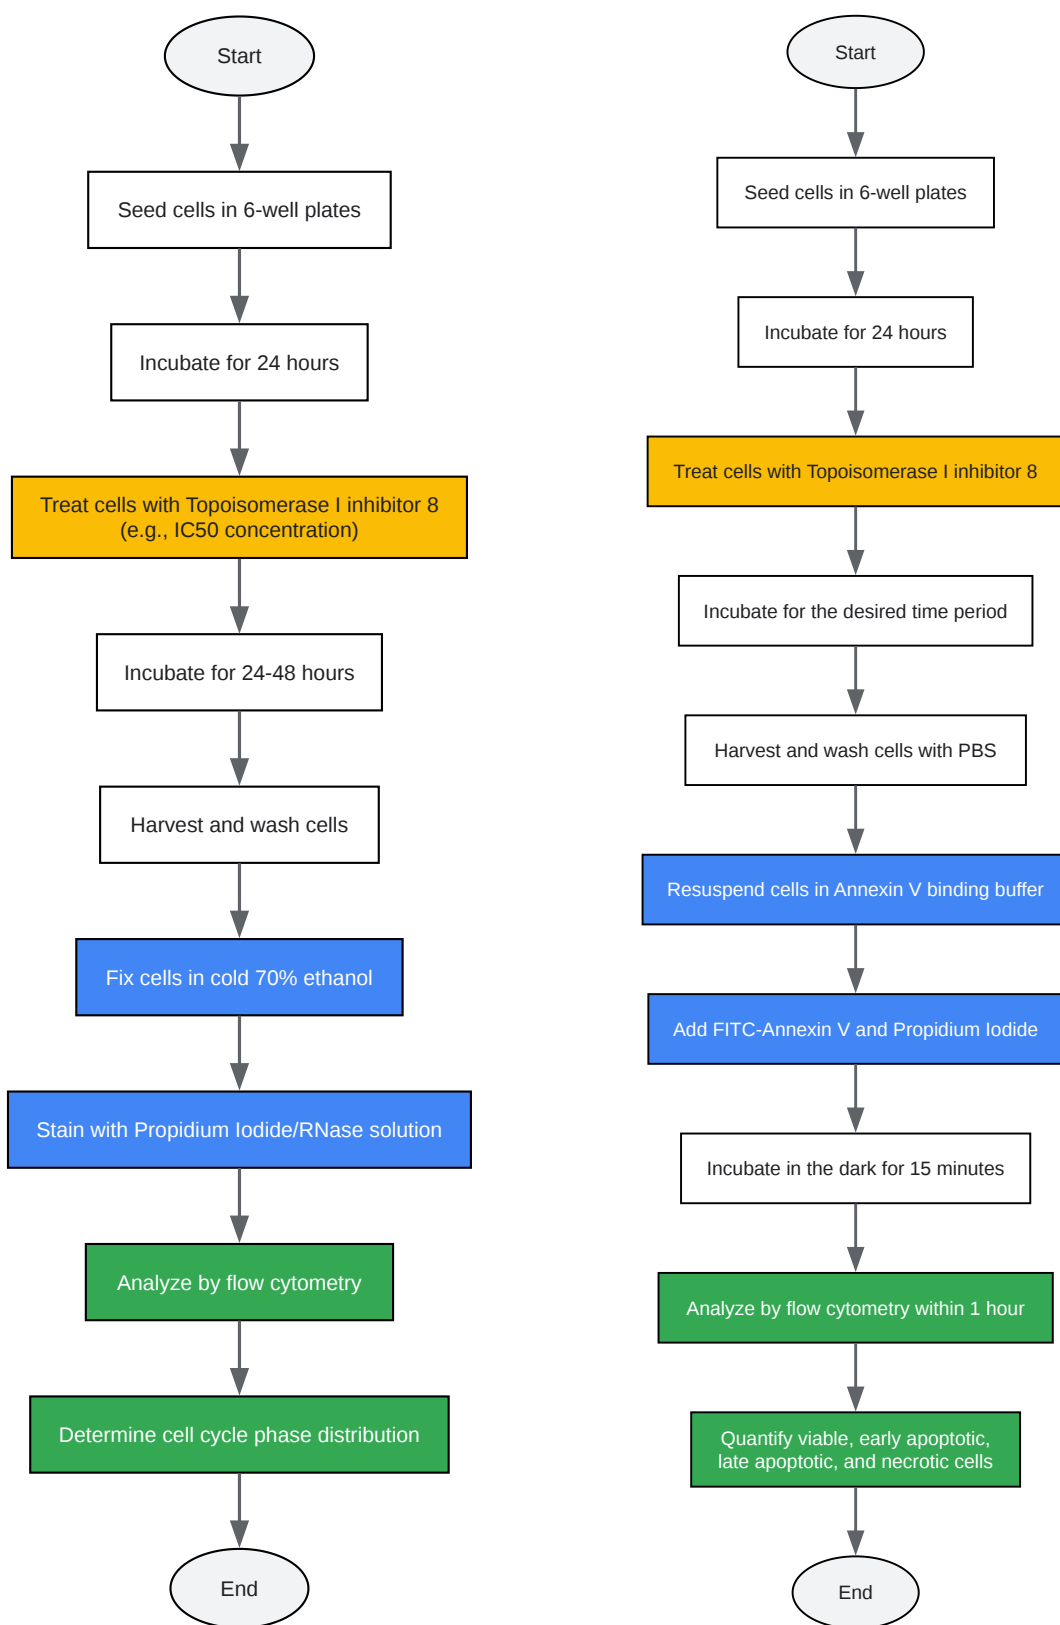 Start
Seed cells in 6-well plates
Incubate for 24 hours
Treat cells with Topoisomerase I inhibitor 8
(e.g., IC50 concentration)
Incubate for 24-48 hours
Harvest and wash cells
Fix cells in cold 70% ethanol
Stain with Propidium Iodide/RNase solution
Analyze by flow cytometry
Determine cell cycle phase distribution
End
Start
Seed cells in 6-well plates
Incubate for 24 hours
Treat cells with Topoisomerase I inhibitor 8
Incubate for the desired time period
Harvest and wash cells with PBS
Resuspend cells in Annexin V binding buffer
Add FITC-Annexin V and Propidium Iodide
Incubate in the dark for 15 minutes
Analyze by flow cytometry within 1 hour
Quantify viable, early apoptotic,
late apoptotic, and necrotic cells
End